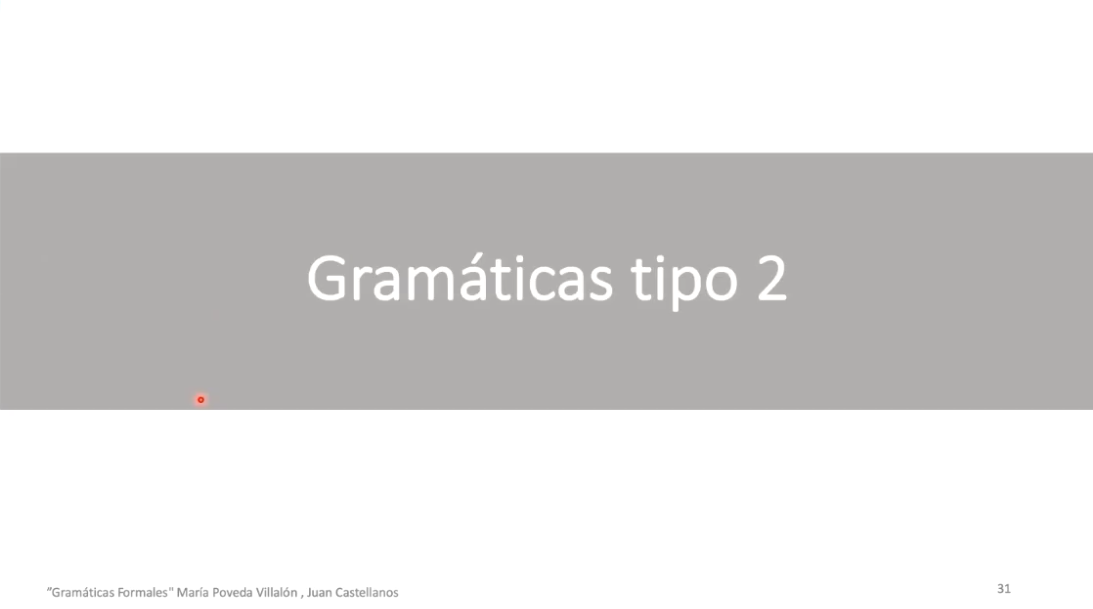 Gramáticas tipo 2
“Gramáticas Formales" María Poveda Villalón , Juan Castellanos
31